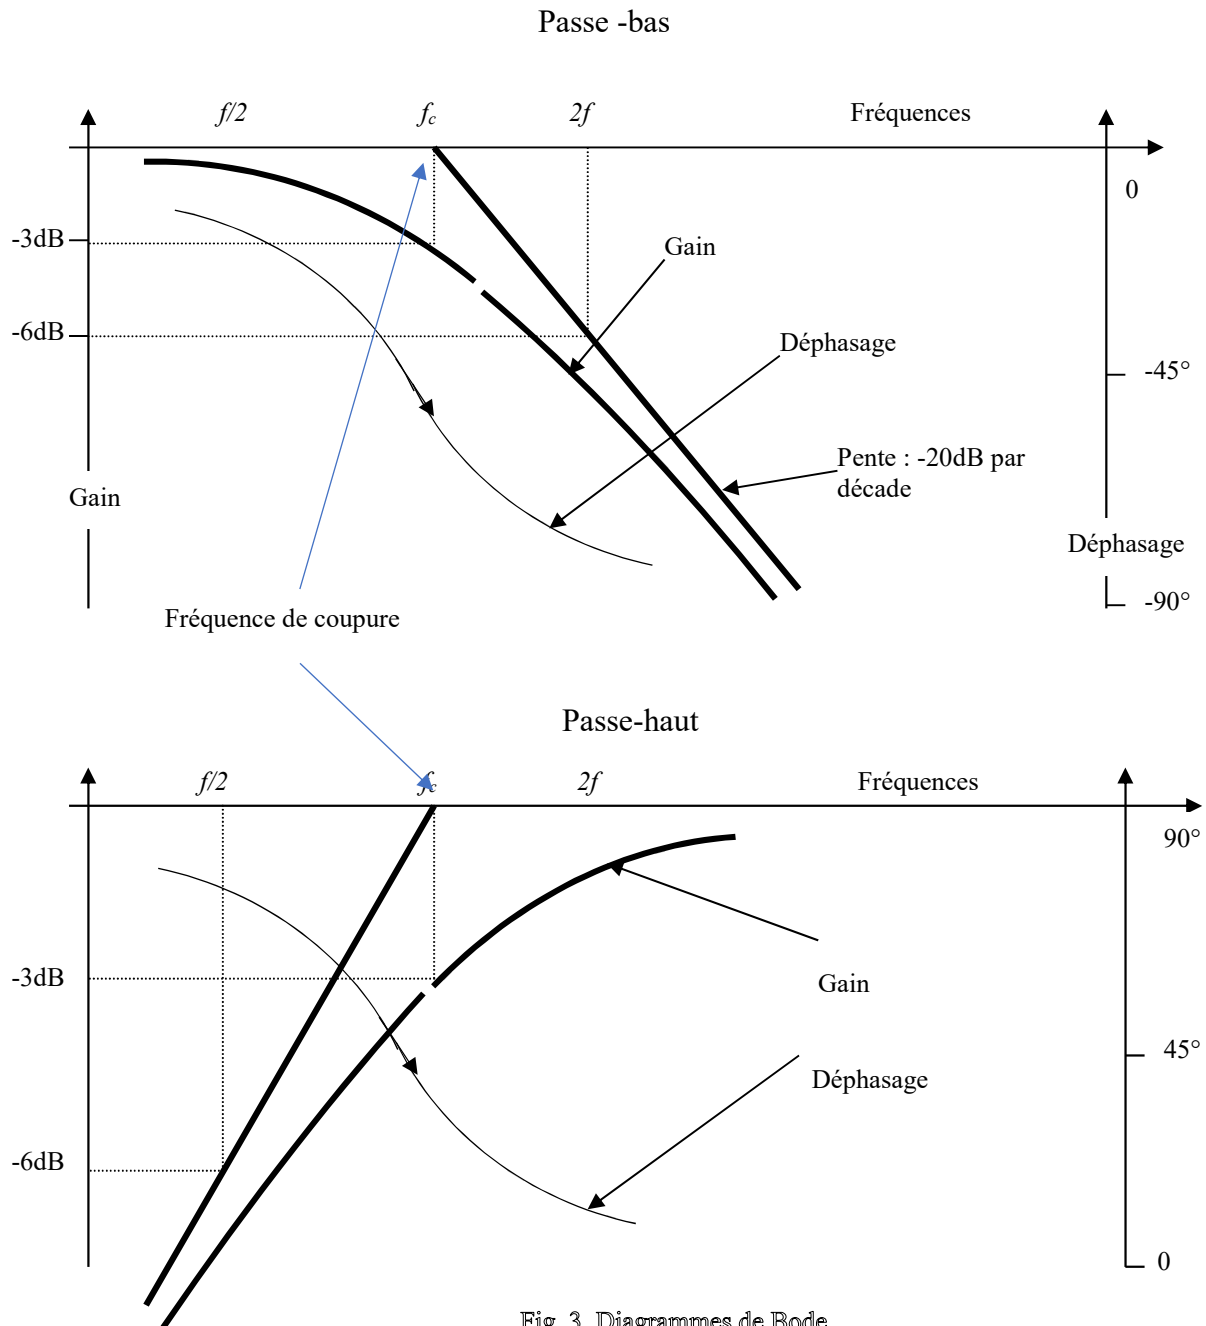 Passe -bas
f/2
fc
2f
Fréquences
0
-3dB
Gain
-6dB
Déphasage
-45°
Pente : -20dB par
décade
Gain
Déphasage
-90°
Fréquence de coupure
Passe-haut
f/2
fc
2f
Fréquences
90°
-3dB
Gain
45°
Déphasage
-6dB
0
Fig. 3. Diagrammes de Bode